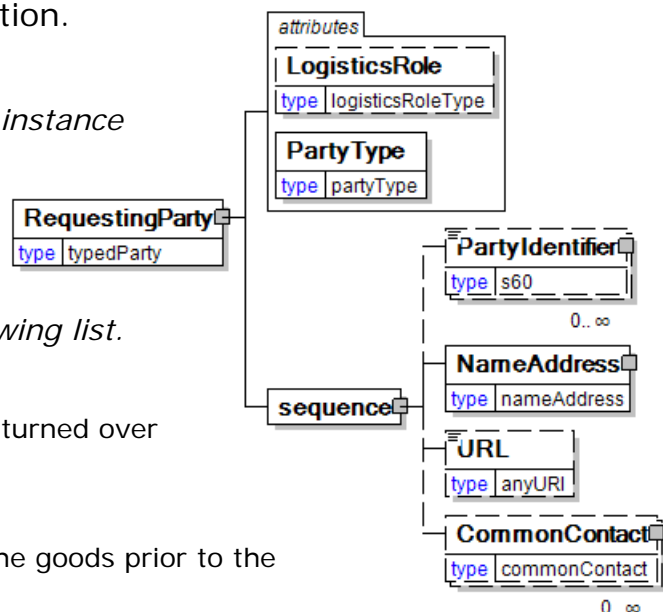 tion.
instance
wing list.
turned over
ne goods prior to the
attributes
LogisticsRole
type logisticsRoleType
PartyType
type partyType
RequestingParty
type typedParty
sequence
PartyIdentifier
type s60
0.. ∞
NameAddress
type nameAddress
URL
type anyURI
CommonContact
type commonContact
0.. ∞